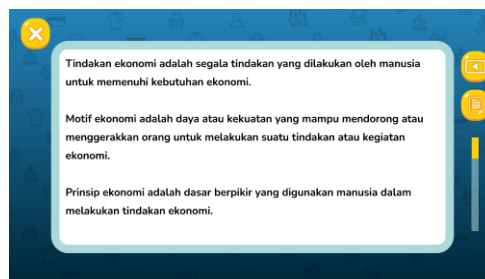 Tindakan ekonomi adalah segala tindakan yang dilakukan oleh manusia
untuk memenuhi kebutuhan ekonomi.
Motif ekonomi adalah daya atau kekuatan yang mampu mendorong atau
menggerakkan orang untuk melakukan suatu tindakan atau kegiatan
ekonomi.
Prinsip ekonomi adalah dasar berpikir yang digunakan manusia dalam
melakukan tindakan ekonomi.